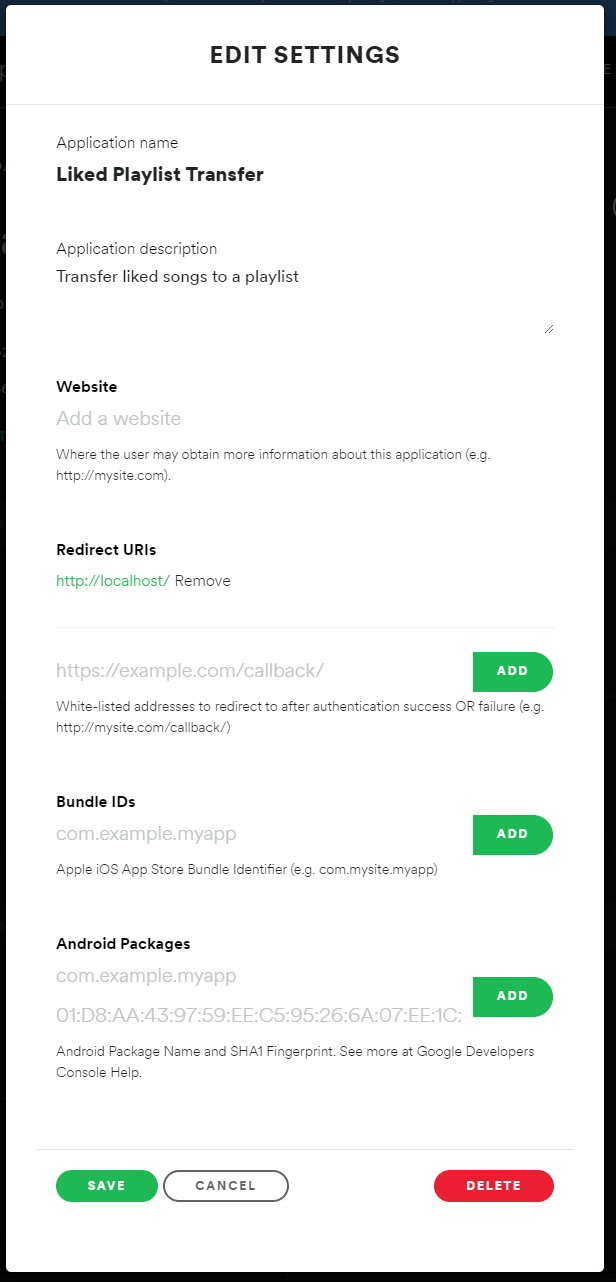 EDIT SETTINGS
Application name
Liked Playlist Transfer
Application description
Transfer liked songs to a playlist
Website
Add a website
Where the user may obtain more information about this application (e.g.
http://mysite.com).
Redirect URIs
http://localhost/ Remove
https://example.com/callback/
ADD
White-listed addresses to redirect to after authentication success OR failure (e.g.
http://mysite.com/callback/)
Bundle IDs
com.example.myapp
ADD
Apple iOS App Store Bundle Identifier (e.g. com.mysite.myapp)
Android Packages
com.example.myapp
ADD
01:D8:AA:43:97:59:EE:C5:95:26:6A:07:EE:1C:
Android Package Name and SHA1 Fingerprint. See more at Google Developers
Console Help.
SAVE
CANCEL
DELETE